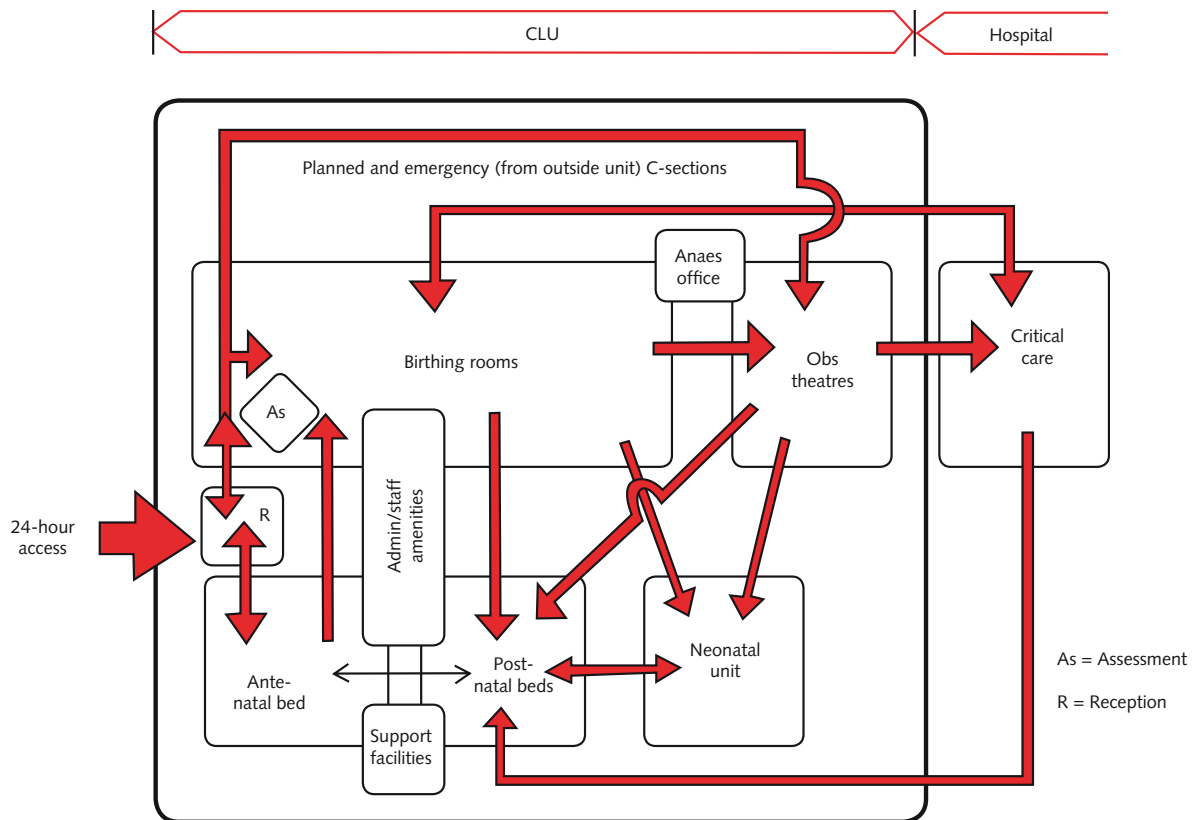 CLU
Hospital
Planned and emergency (from outside unit) C-sections
Anaes
office
Birthing rooms
Obs
theatres
Critical
care
As
R
24-hour
access
Admin/staff
amenities
Ante-
natal bed
Post-
natal beds
Neonatal
unit
Support
facilities
As = Assessment
R = Reception